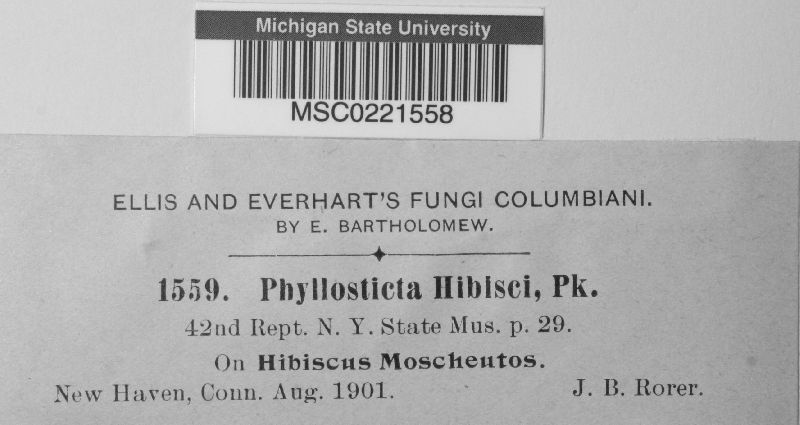 Michigan State University
MSC0221558
ELLIS AND EVERHART'S FUNGI COLUMBIANI.
BY E. BARTHOLOMEW.
1559. Phyllosticta Hibisci, Pk.
42nd Rept. N. Y. State Mus. p. 29.
On Hibiscus Moscheutos.
New Haven, Conn. Aug. 1901. J. B. Rorer.